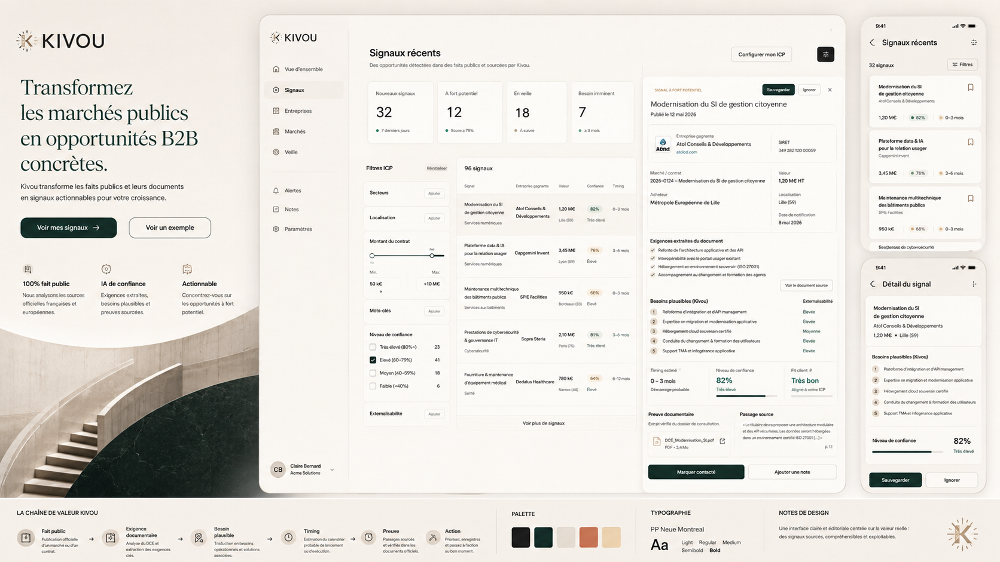 KIVOU
Transformez
les marchés publics
en opportunités B2B
concrètes.
Kivou transforme les faits publics et leurs documents
en signaux actionnables pour votre croissance.
Voir mes signaux →
Voir un exemple
100% fait public
Nous analysons les sources
officielles françaises et
européennes.
IA de confiance
Exigences extraites,
besoins plausibles et
preuves sourcées.
Actionnable
Concentrez-vous sur
les opportunités à fort
potentiel.
KIVOU
Vue d'ensemble
Signaux
Entreprises
Marchés
Veille
Alertes
Notes
Paramètres
CB
Claire Bernard
Acme Solutions
Signaux récents
Des opportunités détectées dans des faits publics et sourcées par Kivou.
Configurer mon ICP
Nouveaux signaux
32
7 derniers jours
À fort potentiel
12
Score ≥ 75%
En veille
18
À suivre
Besoin imminent
7
≥ 3 mois
Filtres ICP
Réinitialiser
Secteurs
Ajouter
Localisation
Ajouter
Montant du contrat
Min.
Max.
50 k€
+10 M€
Mots-clés
Ajouter
Niveau de confiance
Très élevé (80%<)
23
Élevé (60–79%)
41
Moyen (40–59%)
18
Faible (<40%)
6
Externalisabilité
Ajouter
96 signaux
Signal
Entreprise gagnante
Valeur
Confiance
Timing
Modernisation du SI
de gestion citoyenne
Services numériques
Atol Conseils &
Développements
1,20 M€
Lille (59)
82%
Très élevé
0–3 mois
Plateforme data & IA
pour la relation usager
Services numériques
Capgemini Invent
3,45 M€
Lyon (69)
76%
Élevé
3–6 mois
Maintenance multitechnique
des bâtiments publics
Services aux bâtiments
SPIE Facilities
950 k€
Bordeaux (33)
68%
Élevé
0–3 mois
Prestations de cybersécurité
& gouvernance IT
Cybersécurité
Sopra Steria
2,10 M€
Paris (75)
81%
Très élevé
3–6 mois
Fourniture & maintenance
d'équipement médical
Santé
Dedalus Healthcare
780 k€
Nantes (44)
64%
Élevé
6–12 mois
Voir plus de signaux
SIGNAL À FORT POTENTIEL
Sauvegarder
Ignorer
Modernisation du SI de gestion citoyenne
Publié le 12 mai 2026
Entreprise gagnante
Atol Conseils & Développements
atolcd.com
SIRET
349 282 120 00059
Marché / contrat
2026-0124 – Modernisation du SI de gestion citoyenne
Valeur
1,20 M€ HT
Acheteur
Métropole Européenne de Lille
Localisation
Lille (59)
Date de notification
8 mai 2026
Exigences extraites du document
Refonte de l'architecture applicative et des API
Interopérabilité avec le portail usager existant
Hébergement en environnement souverain (ISO 27001)
Accompagnement au changement et formation des agents
Voir le document source
Besoins plausibles (Kivou)
Externalisabilité
1 Refoforme d'intégration et d'API management
Élevée
2 Expertise en migration et modernisation applicative
Élevée
3 Hébergement cloud souverain certifié
Moyenne
4 Conduite du changement & formation des utilisateurs
Élevée
5 Support TMA et infogérance applicative
Élevée
Timing estimé
0 – 3 mois
Démarrage probable
Niveau de confiance
82%
Très élevé
Fit client
Très bon
Aligné à votre ICP
Preuve documentaire
Extrait vérifié du dossier de consultation.
DCE_Modernisation_SI.pdf
PDF • 2,4 Mo
Passage source
« Le titulaire devra proposer une architecture modulaire
et des API sécurisées. Les données seront hébergées
dans un environnement certifié ISO 27001 [...] »
p.12
Marquer contacté
Ajouter une note
9:41
Signaux récents
32 signaux
Filtres
Modernisation du SI
de gestion citoyenne
Atol Conseils & Développements
1,20 M€
82%
0–3 mois
Plateforme data & IA
pour la relation usager
Capgemini Invent
3,45 M€
76%
3–6 mois
Maintenance multitechnique
des bâtiments publics
SPIE Facilities
950 k€
68%
0–3 mois
9:41
Détail du signal
Modernisation du SI
de gestion citoyenne
Atol Conseils & Développements
1,20 M€ • Lille (59)
Besoins plausibles (Kivou)
1 Plateforme d'intégration et d'API management
2 Expertise en migration et modernisation applicative
3 Hébergement cloud souverain certifié
4 Conduite du changement & formation des utilisateurs
5 Support TMA et infogérance applicative
Niveau de confiance
82%
Très élevé
Sauvegarder
Ignorer
LA CHAÎNE DE VALEUR KIVOU
Fait public
Publication officielle
d'un marché ou d'un
contrat.
→
Exigence
documentaire
Analyse du DCE et
extraction des exigences
clés.
→
Besoin
plausible
Traduction en besoins
opérationnels et solutions
associées.
→
Timing
Estimation du calendrier
probable de lancement
ou d'exécution.
→
Preuve
Passages sourcés
et vérifiés dans les
documents officiels.
→
Action
Priorisez, enregistrez
et passez à l'action
au bon moment.
PALETTE
TYPOGRAPHIE
PP Neue Montreal
Aa
Light Regular Medium
Semibold Bold
NOTES DE DESIGN
Une interface claire et éditoriale centrée sur la valeur réelle :
des signaux sourcés, compréhensibles et exploitables.
K